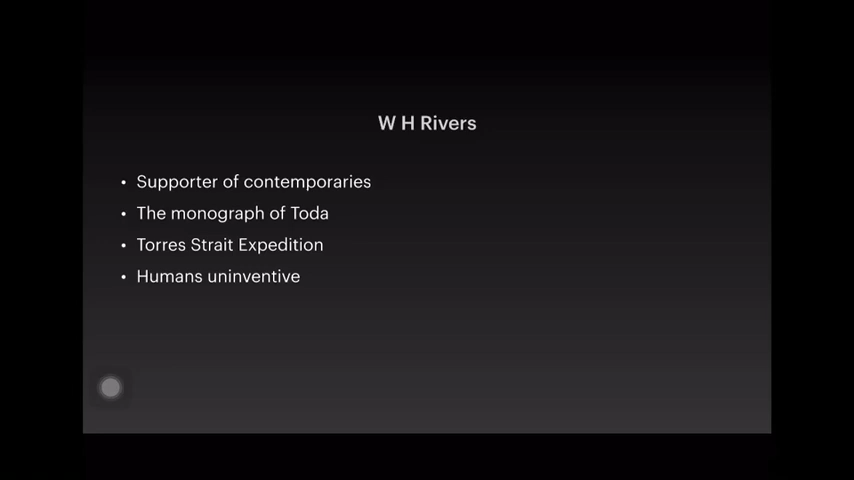 W H Rivers
• Supporter of contemporaries
• The monograph of Toda
• Torres Strait Expedition
• Humans uninventive